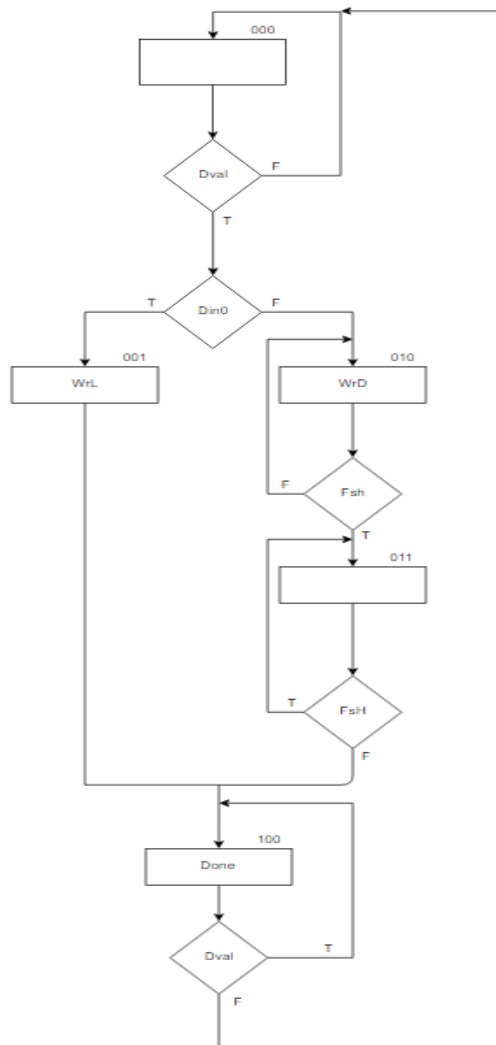 000
Dval
F
T
Din0
T
F
001
010
WrL
WrD
Fsh
F
T
011
FsH
T
F
100
Done
Dval
T
F